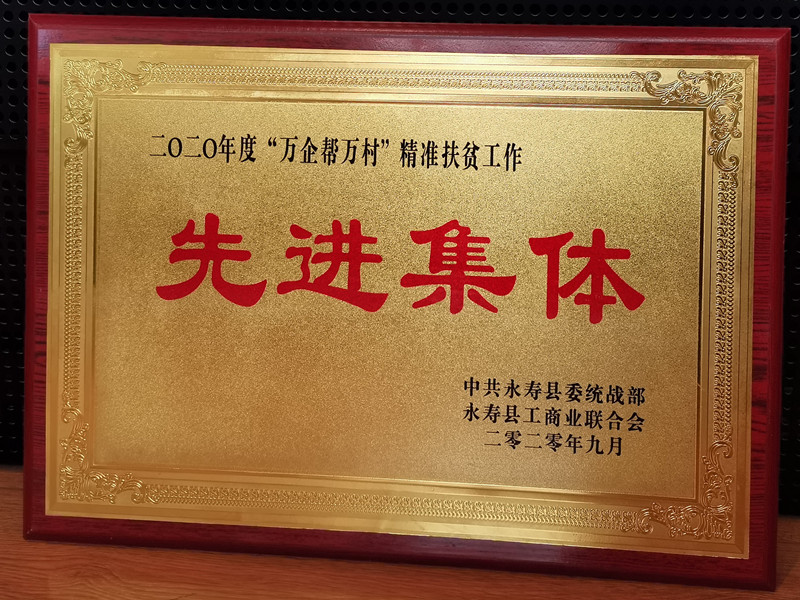 二〇二〇年度“万企帮万村”精准扶贫工作
先进集体
中共永寿县委统战部
永寿县工商业联合会
二零二零年九月